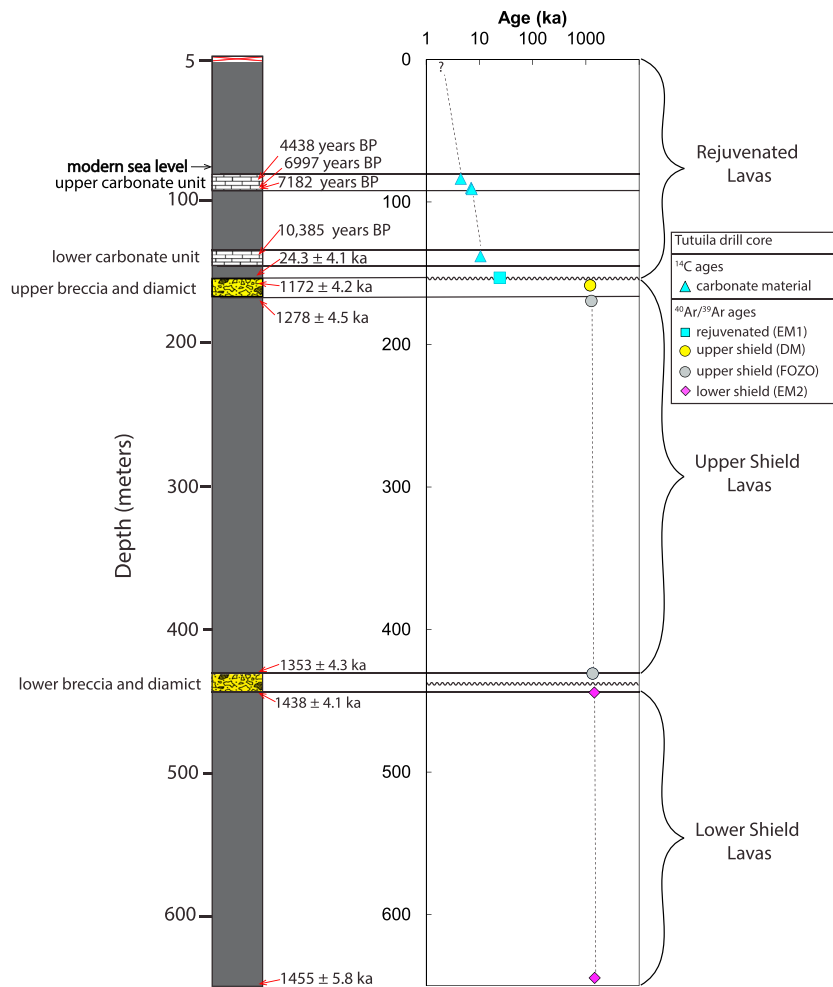 Age (ka)
1 10 100 1000
5
0
?
4438 years BP
modern sea level
6997 years BP
upper carbonate unit
7182 years BP
Rejuvenated
Lavas
100
100
10,385 years BP
lower carbonate unit
24.3 ± 4.1 ka
upper breccia and diamict
1172 ± 4.2 ka
1278 ± 4.5 ka
Tutuila drill core
14C ages
carbonate material
40Ar/39Ar ages
rejuvenated (EM1)
upper shield (DM)
upper shield (FOZO)
lower shield (EM2)
200
200
Depth (meters)
Upper Shield
Lavas
300
300
400
400
1353 ± 4.3 ka
lower breccia and diamict
1438 ± 4.1 ka
500
500
Lower Shield
Lavas
600
600
1455 ± 5.8 ka